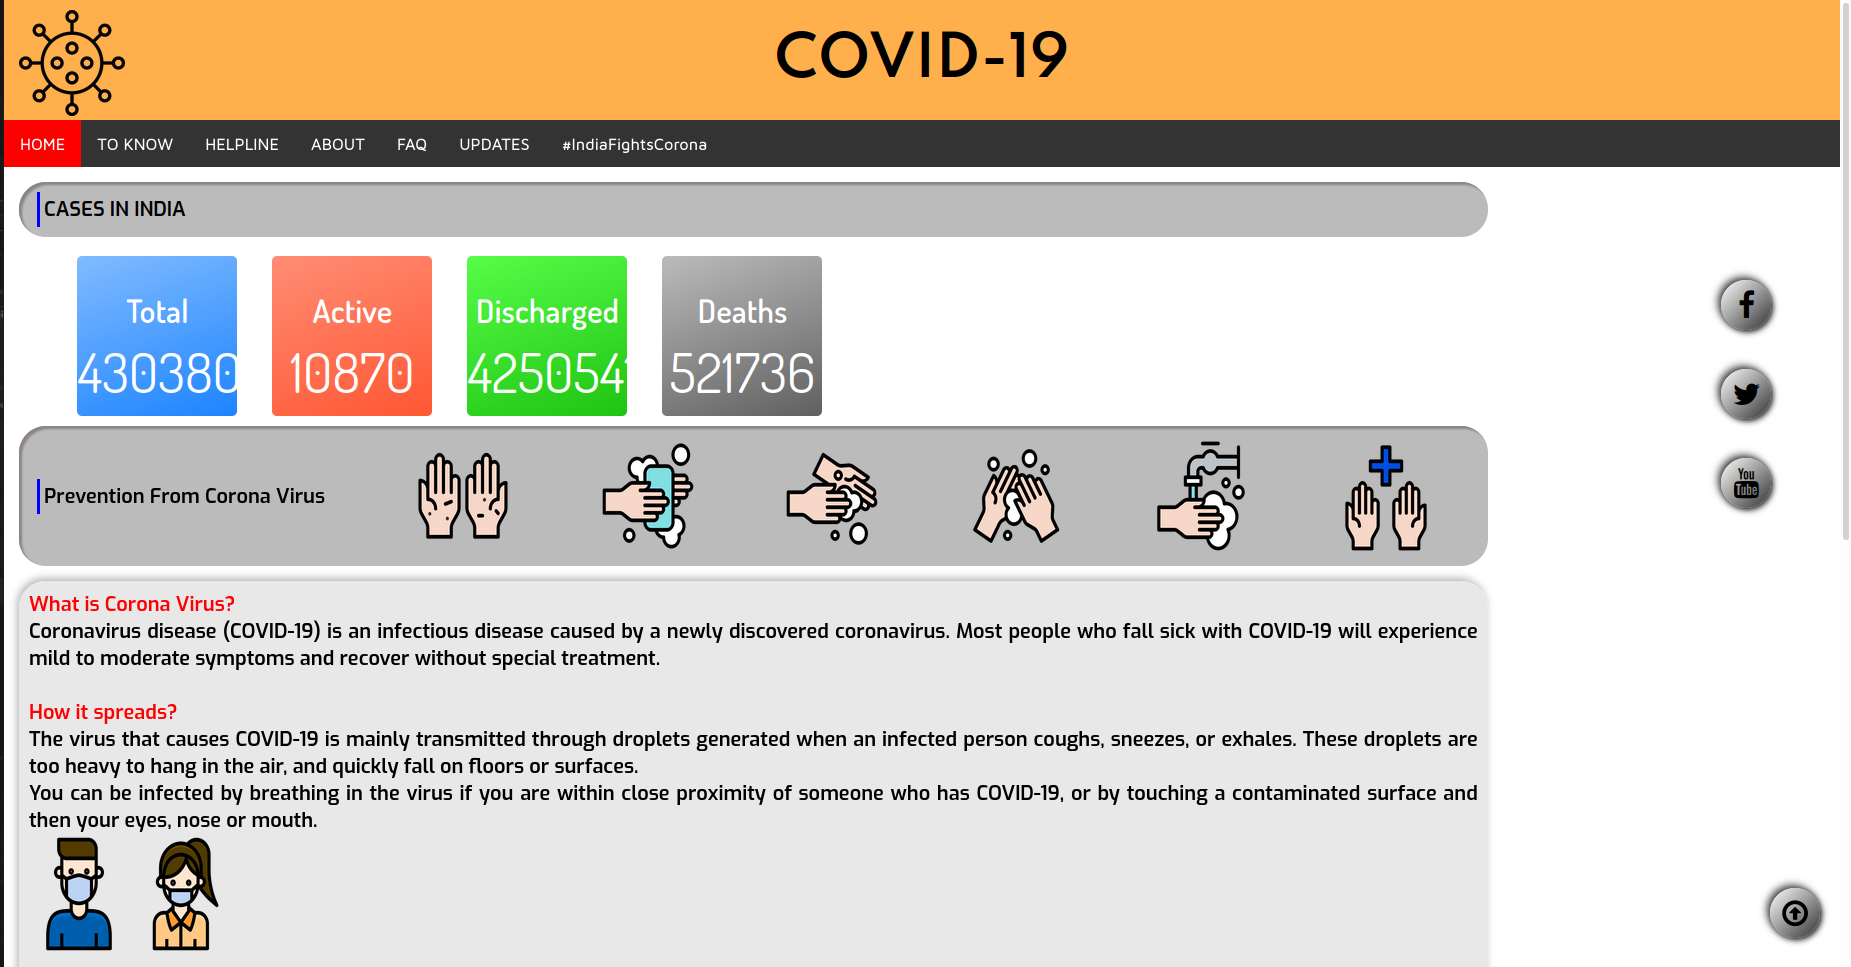 COVID-19
HOME TO KNOW HELPLINE ABOUT FAQ UPDATES #IndiaFightsCorona
CASES IN INDIA
Total Active Discharged Deaths
430380 10870 425054 521736
Prevention From Corona Virus
What is Corona Virus?
Coronavirus disease (COVID-19) is an infectious disease caused by a newly discovered coronavirus. Most people who fall sick with COVID-19 will experience
mild to moderate symptoms and recover without special treatment.
How it spreads?
The virus that causes COVID-19 is mainly transmitted through droplets generated when an infected person coughs, sneezes, or exhales. These droplets are
too heavy to hang in the air, and quickly fall on floors or surfaces.
You can be infected by breathing in the virus if you are within close proximity of someone who has COVID-19, or by touching a contaminated surface and
then your eyes, nose or mouth.
You
Tube